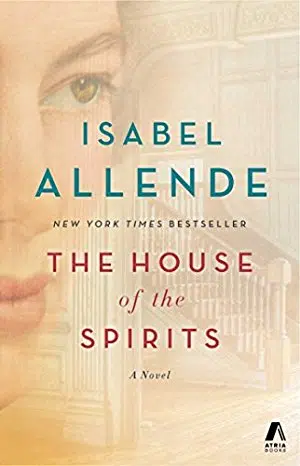 ISABEL
ALLENDE
NEW YORK TIMES BESTSELLER
THE HOUSE
of the
SPIRITS
A Novel
ATRIA
BOOKS